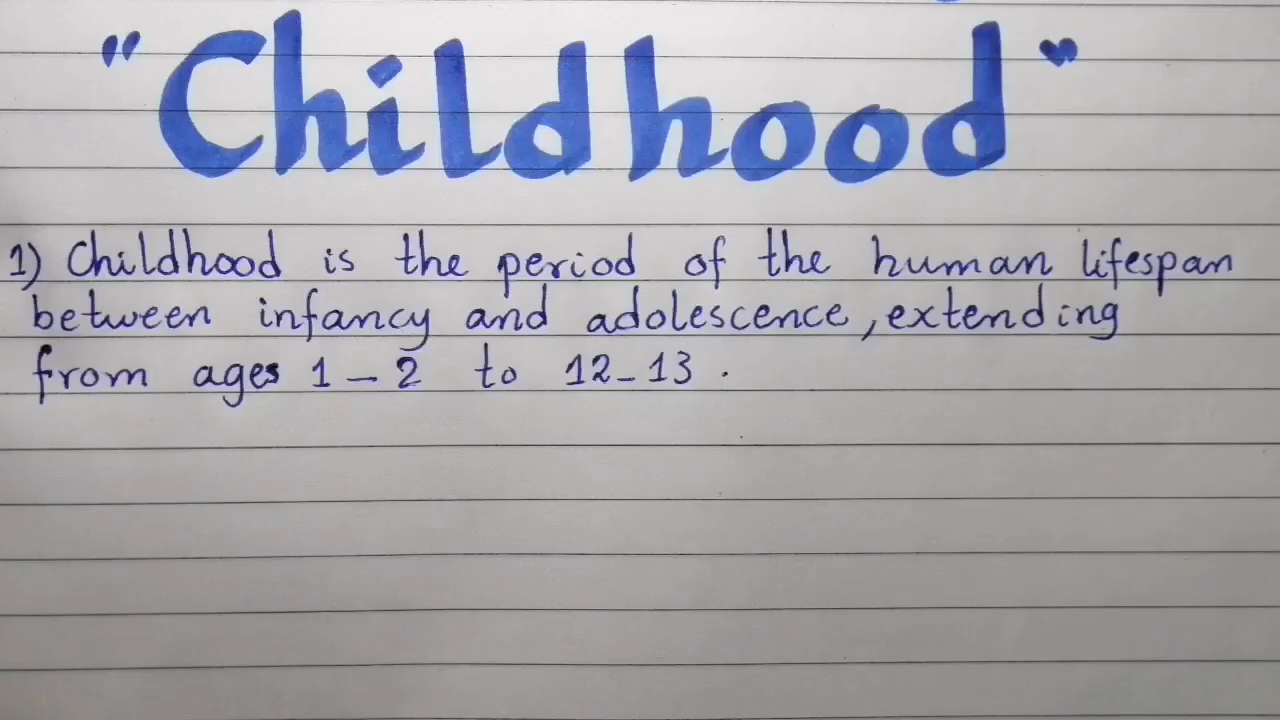 "Childhood"
1) Childhood is the period of the human lifespan
between infancy and adolescence, extending
from ages 1-2 to 12-13.